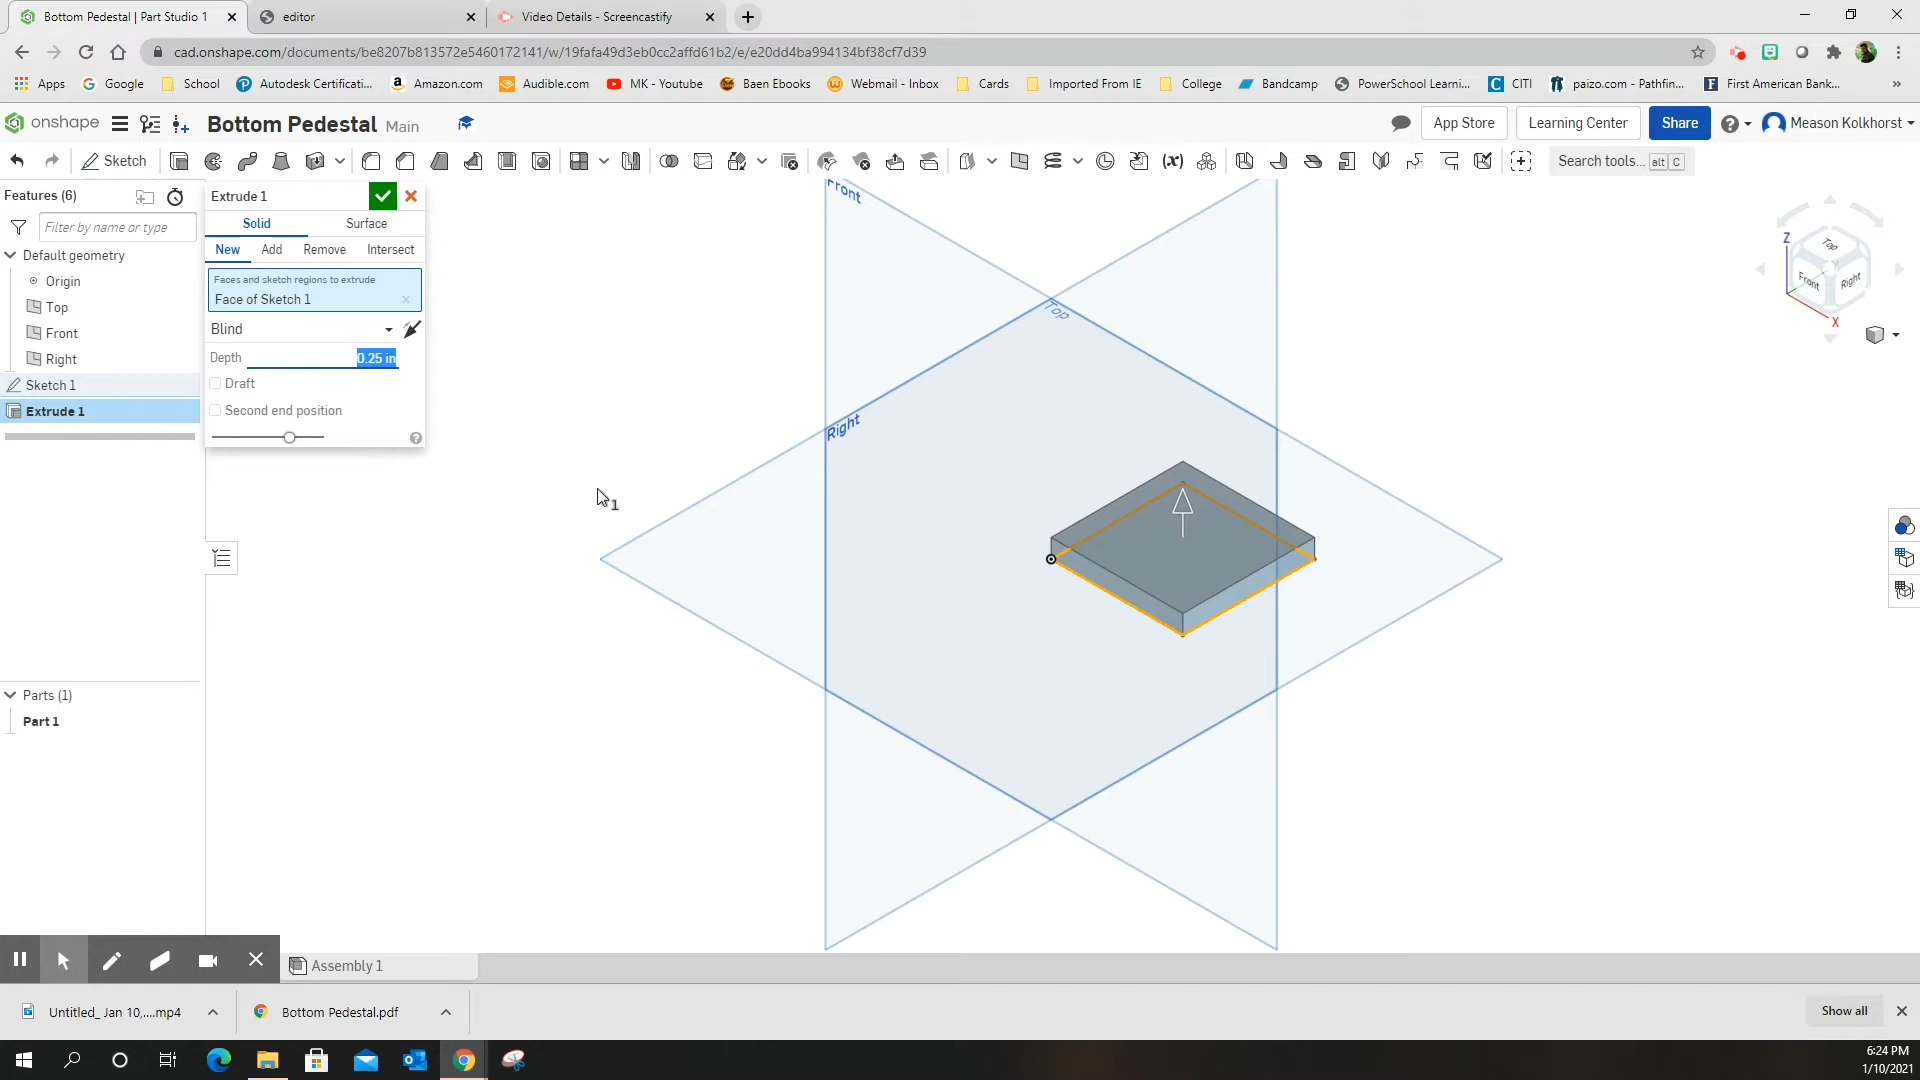 Bottom Pedestal | Part Studio 1
editor
Video Details - Screencastify
cad.onshape.com/documents/be8207b813572e5460172141/w/19fafa49d3eb0cc2affd61b2/e/e20dd4ba994134bf38cf7d39
Apps Google School Autodesk Certificati... Amazon.com Audible.com MK - Youtube Baen Ebooks Webmail - Inbox Cards Imported From IE College Bandcamp PowerSchool Learni... CITI paizo.com - Pathfin... First American Bank... »
onshape Bottom Pedestal Main App Store Learning Center Share Meason Kolkhorst
Sketch (x) Search tools... alt C
Features (6)
Filter by name or type
Default geometry
Origin
Top
Front
Right
Sketch 1
Extrude 1
Parts (1)
Part 1
Extrude 1
Solid Surface
New Add Remove Intersect
Faces and sketch regions to extrude
Face of Sketch 1
Blind
Depth 0.25 in
Draft
Second end position
Front
Top
Right
1
Z
Top
Front
Right
X
Assembly 1
Untitled_ Jan 10,....mp4
Bottom Pedestal.pdf
Show all
6:24 PM
1/10/2021